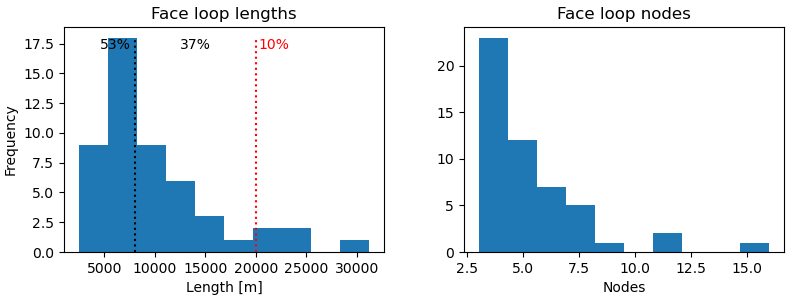 Face loop lengths
53%
37%
10%
Frequency
17.5
15.0
12.5
10.0
7.5
5.0
2.5
0.0
5000 10000 15000 20000 25000 30000
Length [m]
Face loop nodes
20
15
10
5
0
2.5 5.0 7.5 10.0 12.5 15.0
Nodes